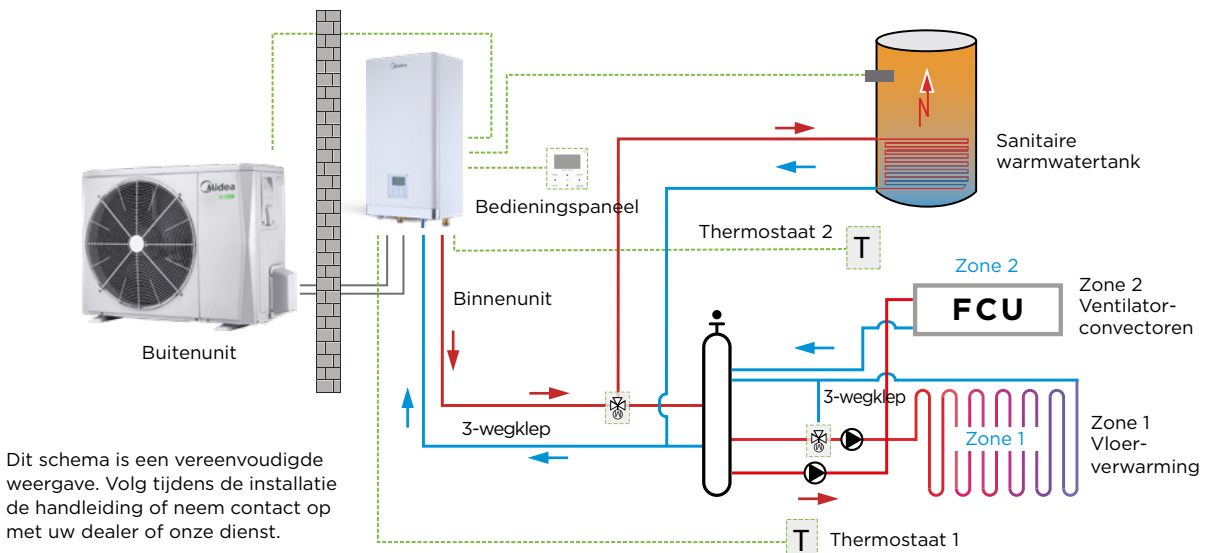 Midea
Midea
Buitenunit
Bedieningspaneel
Binnenunit
Sanitaire
warmwatertank
Thermostaat 2
T
Zone 2
FCU
Zone 2
Ventilator-
convectoren
3-wegklep
3-wegklep
Zone 1
Zone 1
Vloer-
verwarming
T
Thermostaat 1
Dit schema is een vereenvoudigde
weergave. Volg tijdens de installatie
de handleiding of neem contact op
met uw dealer of onze dienst.